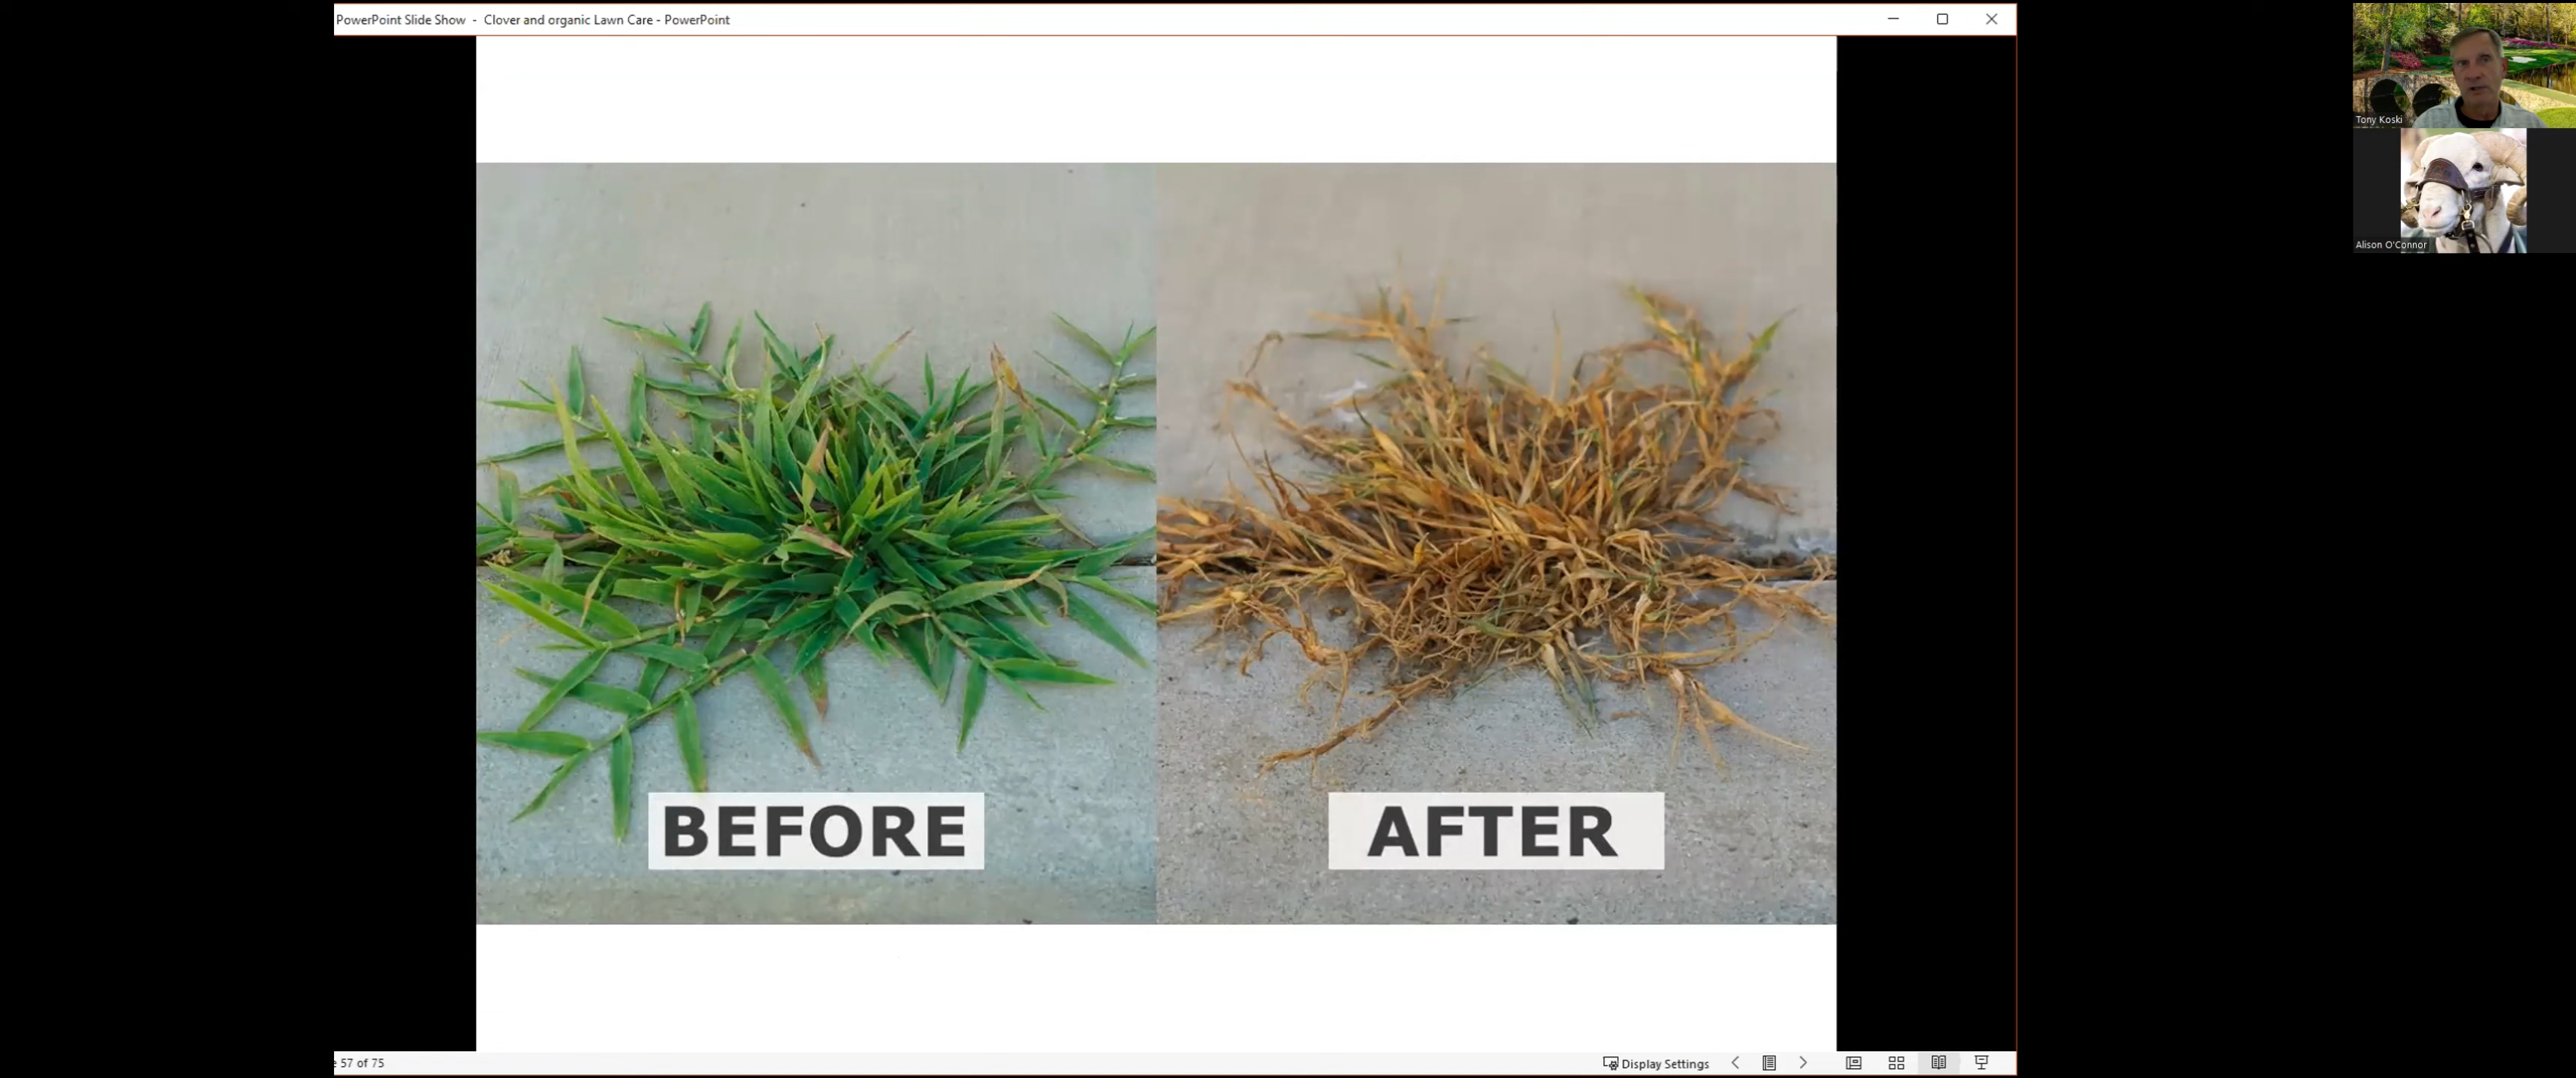 PowerPoint Slide Show - Clover and organic Lawn Care - PowerPoint
Tony Koski
Alison O'Connor
BEFORE
AFTER
57 of 75
Display Settings